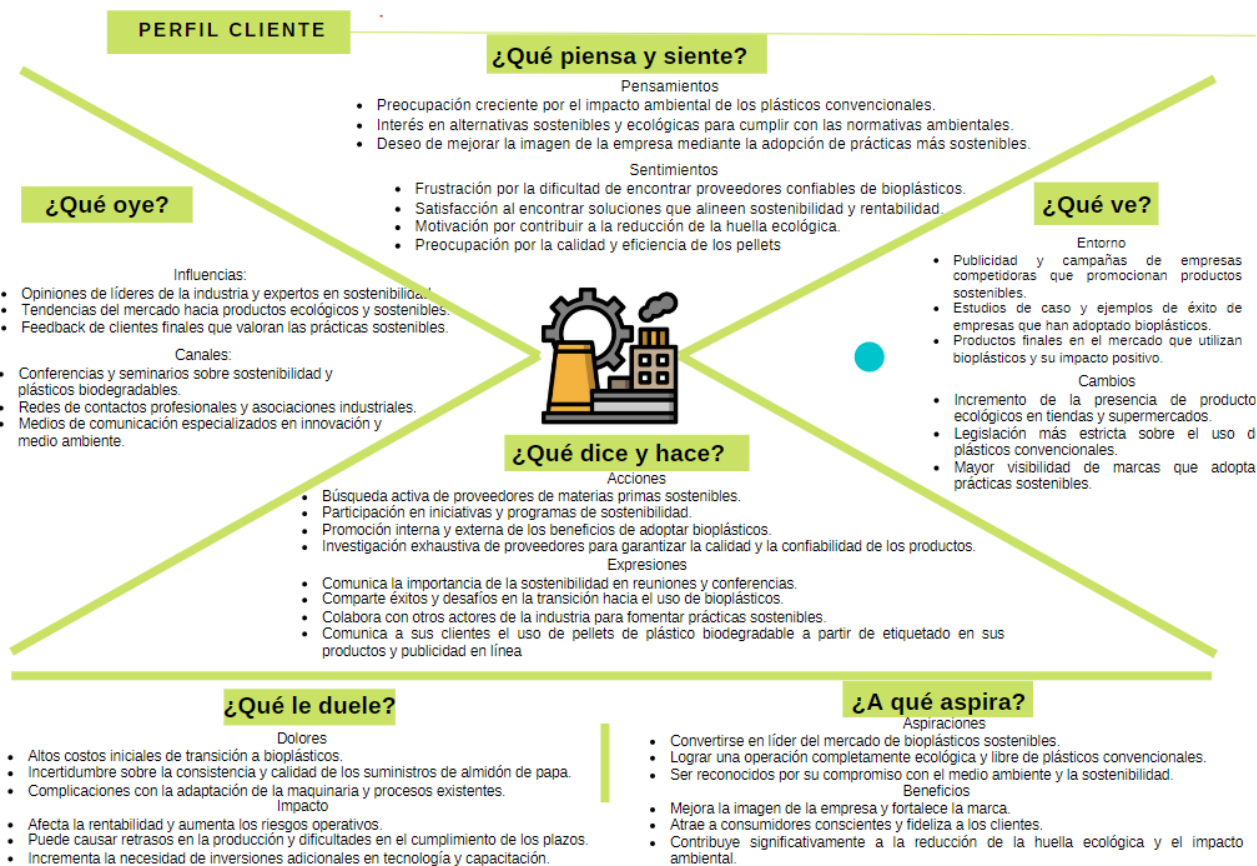 PERFIL CLIENTE
¿Qué piensa y siente?
Pensamientos
• Preocupación creciente por el impacto ambiental de los plásticos convencionales.
• Interés en alternativas sostenibles y ecológicas para cumplir con las normativas ambientales.
• Deseo de mejorar la imagen de la empresa mediante la adopción de prácticas más sostenibles.
Sentimientos
• Frustración por la dificultad de encontrar proveedores confiables de bioplásticos.
• Satisfacción al encontrar soluciones que alineen sostenibilidad y rentabilidad.
• Motivación por contribuir a la reducción de la huella ecológica.
• Preocupación por la calidad y eficiencia de los pellets
¿Qué oye?
Influencias:
• Opiniones de líderes de la industria y expertos en sostenibilidad.
• Tendencias del mercado hacia productos ecológicos y sostenibles.
• Feedback de clientes finales que valoran las prácticas sostenibles.
Canales:
• Conferencias y seminarios sobre sostenibilidad y
plásticos biodegradables.
• Redes de contactos profesionales y asociaciones industriales.
• Medios de comunicación especializados en innovación y
medio ambiente.
¿Qué ve?
Entorno
• Publicidad y campañas de empresas
competidoras que promocionan productos
sostenibles.
• Estudios de caso y ejemplos de éxito de
empresas que han adoptado bioplásticos.
• Productos finales en el mercado que utilizan
bioplásticos y su impacto positivo.
Cambios
• Incremento de la presencia de producto
ecológicos en tiendas y supermercados.
• Legislación más estricta sobre el uso d
plásticos convencionales.
• Mayor visibilidad de marcas que adopta
prácticas sostenibles.
¿Qué dice y hace?
Acciones
• Búsqueda activa de proveedores de materias primas sostenibles.
• Participación en iniciativas y programas de sostenibilidad.
• Promoción interna y externa de los beneficios de adoptar bioplásticos.
• Investigación exhaustiva de proveedores para garantizar la calidad y la confiabilidad de los productos.
Expresiones
• Comunica la importancia de la sostenibilidad en reuniones y conferencias.
• Comparte éxitos y desafíos en la transición hacia el uso de bioplásticos.
• Colabora con otros actores de la industria para fomentar prácticas sostenibles.
• Comunica a sus clientes el uso de pellets de plástico biodegradable a partir de etiquetado en sus
productos y publicidad en línea
¿Qué le duele?
Dolores
• Altos costos iniciales de transición a bioplásticos.
• Incertidumbre sobre la consistencia y calidad de los suministros de almidón de papa.
• Complicaciones con la adaptación de la maquinaria y procesos existentes.
Impacto
• Afecta la rentabilidad y aumenta los riesgos operativos.
• Puede causar retrasos en la producción y dificultades en el cumplimiento de los plazos.
• Incrementa la necesidad de inversiones adicionales en tecnología y capacitación.
¿A qué aspira?
Aspiraciones
• Convertirse en líder del mercado de bioplásticos sostenibles.
• Lograr una operación completamente ecológica y libre de plásticos convencionales.
• Ser reconocidos por su compromiso con el medio ambiente y la sostenibilidad.
Beneficios
• Mejora la imagen de la empresa y fortalece la marca.
• Atrae a consumidores conscientes y fideliza a los clientes.
• Contribuye significativamente a la reducción de la huella ecológica y el impacto
ambiental.